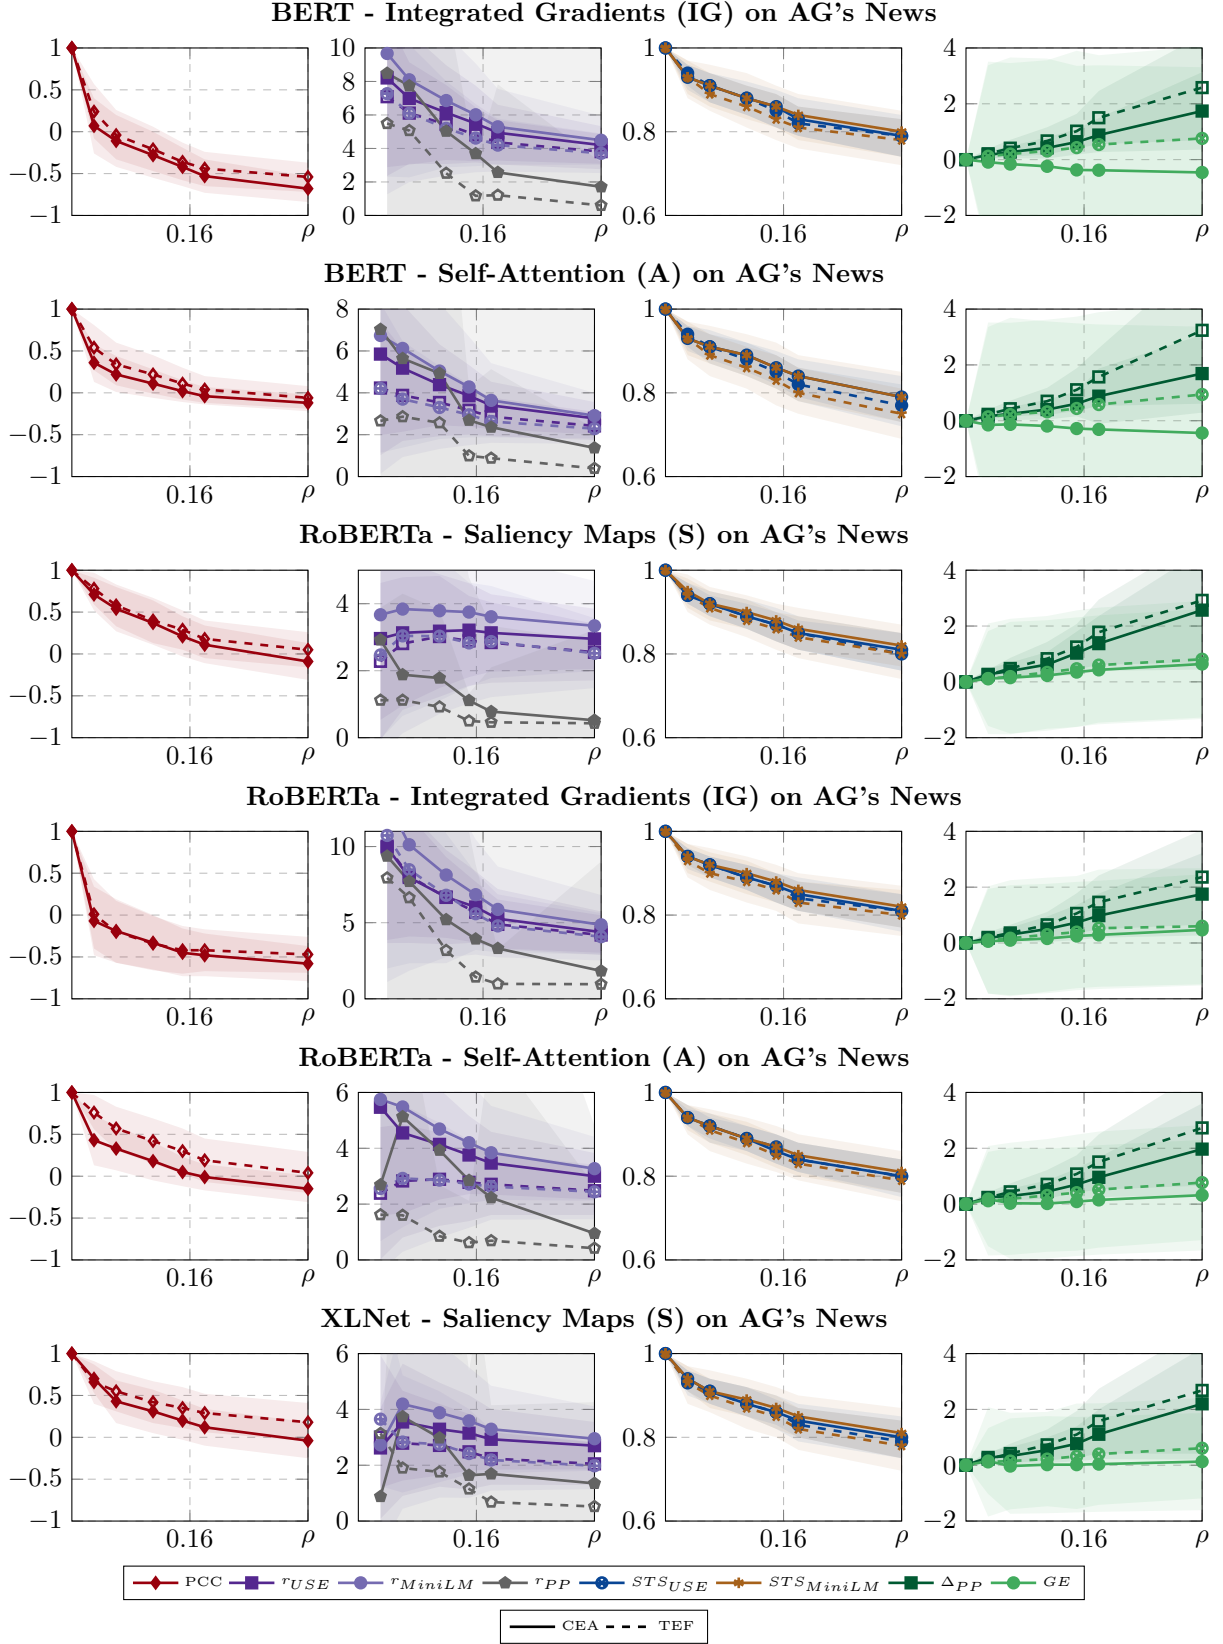 BERT - Integrated Gradients (IG) on AG's News
1 0.5 0 −0.5 −1 0.16 ρ
10 8 6 4 2 0 0.16 ρ
1 0.8 0.6 0.16 ρ
4 2 0 −2 0.16 ρ
BERT - Self-Attention (A) on AG's News
1 0.5 0 −0.5 −1 0.16 ρ
8 6 4 2 0 0.16 ρ
1 0.8 0.6 0.16 ρ
4 2 0 −2 0.16 ρ
RoBERTa - Saliency Maps (S) on AG's News
1 0.5 0 −0.5 −1 0.16 ρ
4 2 0 0.16 ρ
1 0.8 0.6 0.16 ρ
4 2 0 −2 0.16 ρ
RoBERTa - Integrated Gradients (IG) on AG's News
1 0.5 0 −0.5 −1 0.16 ρ
10 5 0 0.16 ρ
1 0.8 0.6 0.16 ρ
4 2 0 −2 0.16 ρ
RoBERTa - Self-Attention (A) on AG's News
1 0.5 0 −0.5 −1 0.16 ρ
6 4 2 0 0.16 ρ
1 0.8 0.6 0.16 ρ
4 2 0 −2 0.16 ρ
XLNet - Saliency Maps (S) on AG's News
1 0.5 0 −0.5 −1 0.16 ρ
6 4 2 0 0.16 ρ
1 0.8 0.6 0.16 ρ
4 2 0 −2 0.16 ρ
PCC r_USE r_MiniLM r_PP STS_USE STS_MiniLM Δ_PP GE
CEA TEF